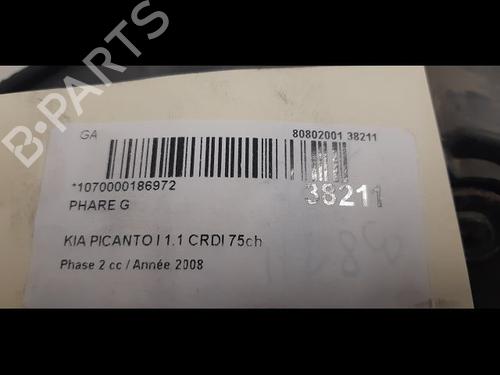 B-PARTS
GA
80802001 38211
*1070000186972
38211
PHARE G
KIA PICANTO I 1.1 CRDI 75ch
Phase 2 cc / Année 2008